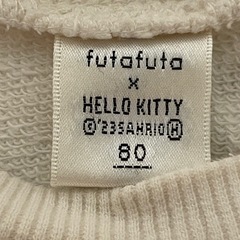 futafuta
×
HELLO KITTY
©'23SANRIO Ⓗ
80